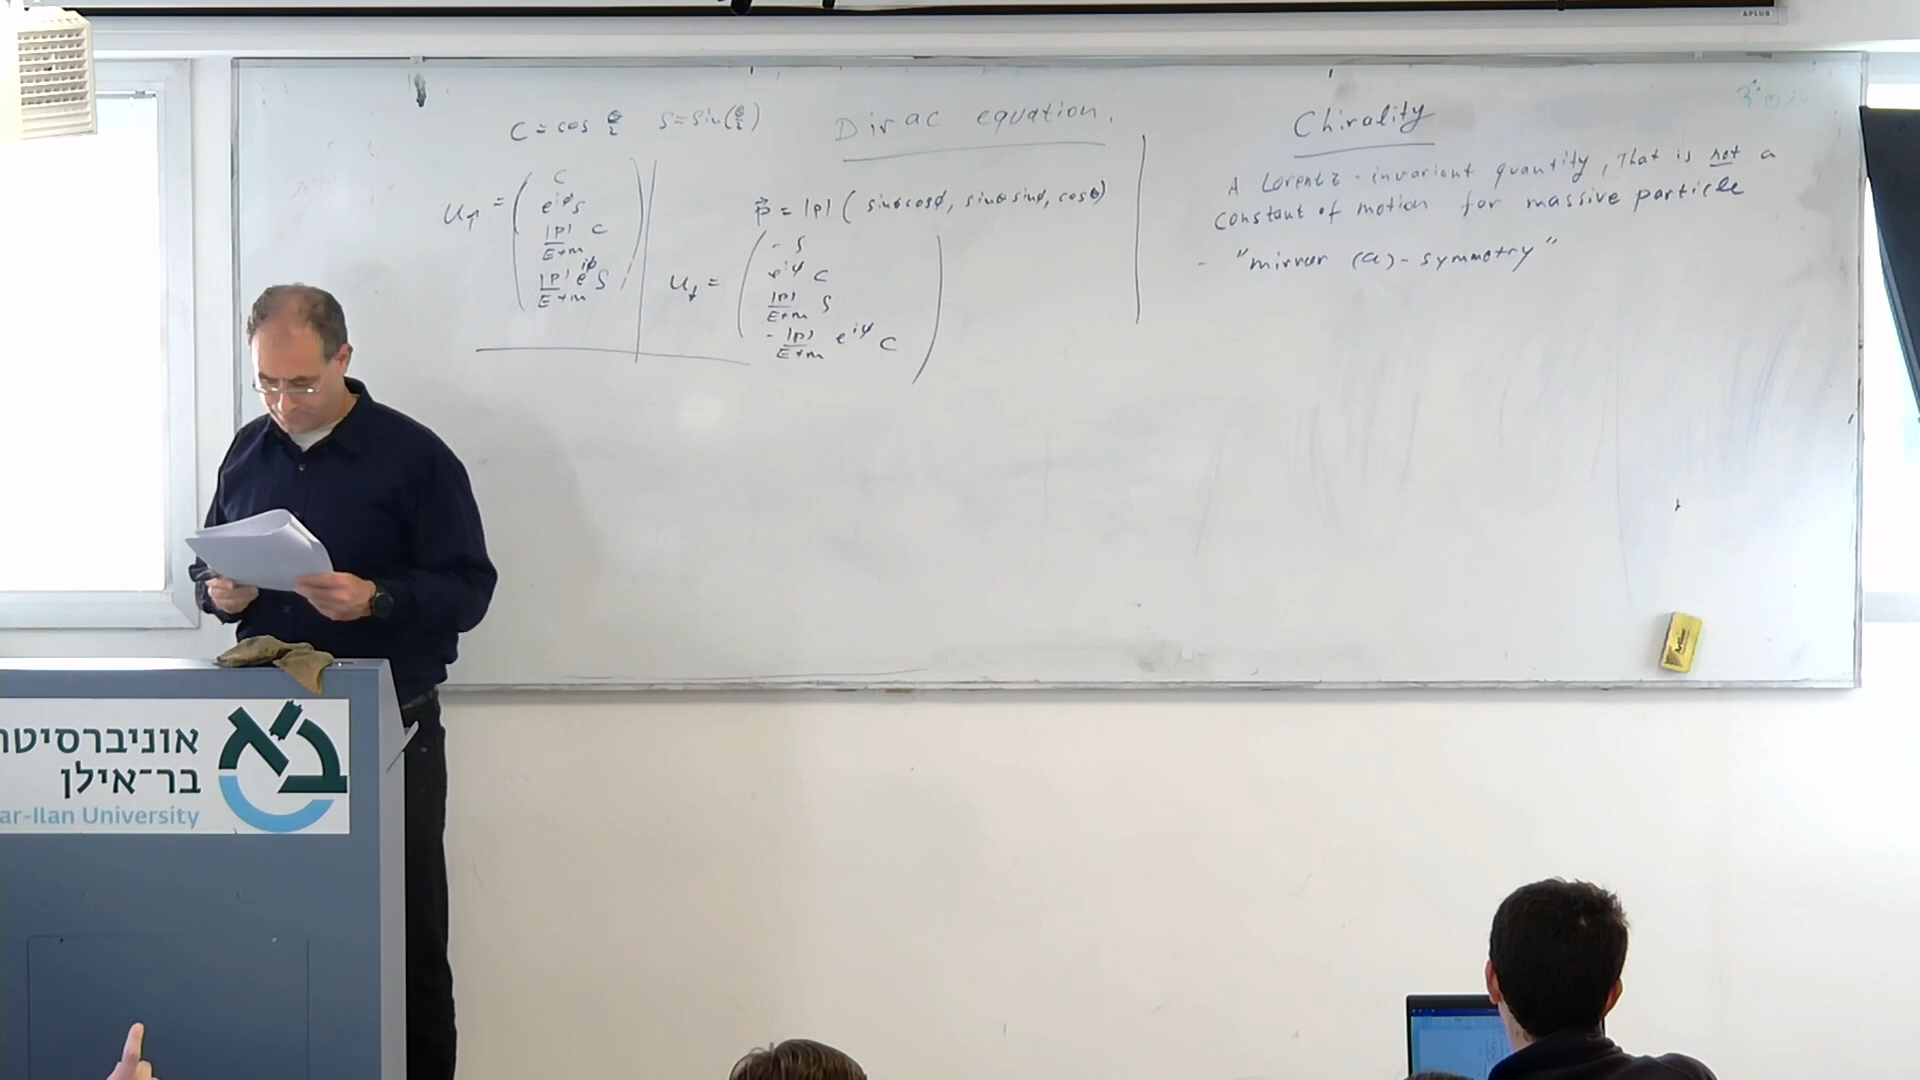 APLUS
C = cos θ/2   S = sin(θ/2)
Dirac equation.
u↑ = ( C
e^{iφ} S
|p|/(E+m) C
|p|/(E+m) e^{iφ} S )
p⃗ = |p| ( sinθcosφ, sinθsinφ, cosθ)
u↓ = ( - S
e^{iφ} C
|p|/(E+m) S
- |p|/(E+m) e^{iφ} C )
Chirality
A Lorentz - invariant quantity, That is not a
constant of motion for massive particle
- "mirror (a) - symmetry"
אוניברסיטת
בר־אילן
ar-Ilan University